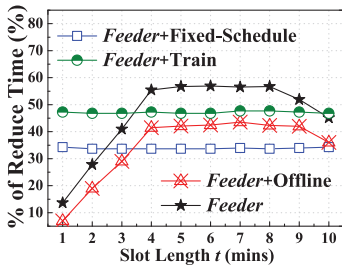 % of Reduce Time (%)
80
70
60
50
40
30
20
10
Feeder+Fixed-Schedule
Feeder+Train
Feeder+Offline
Feeder
1 2 3 4 5 6 7 8 9 10
Slot Length t (mins)